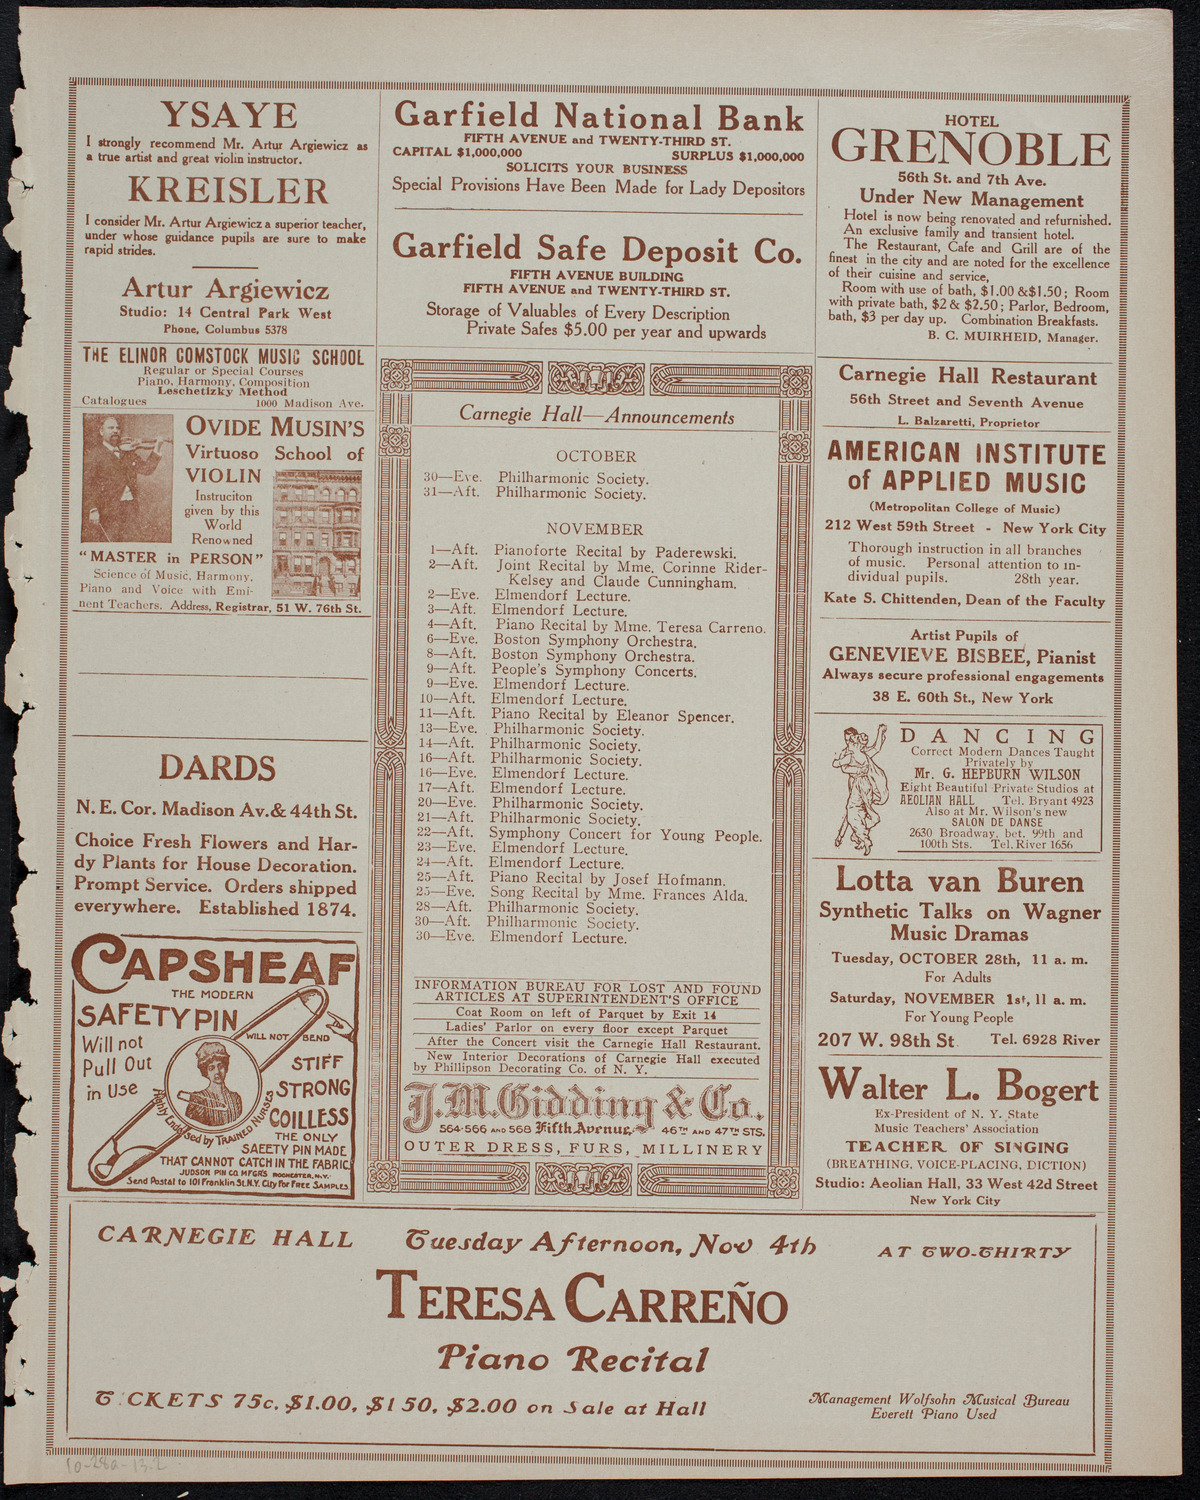 YSAYE
I strongly recommend Mr. Artur Argiewicz as
a true artist and great violin instructor.
KREISLER
I consider Mr. Artur Argiewicz a superior teacher,
under whose guidance pupils are sure to make
rapid strides.
Artur Argiewicz
Studio: 14 Central Park West
Phone, Columbus 5378
THE ELINOR COMSTOCK MUSIC SCHOOL
Regular or Special Courses
Piano, Harmony, Composition
Leschetizky Method
Catalogues 1000 Madison Ave.
OVIDE MUSIN'S
Virtuoso School of
VIOLIN
Instruciton
given by this
World
Renowned
"MASTER in PERSON"
Science of Music, Harmony,
Piano and Voice with Emi-
nent Teachers. Address, Registrar, 51 W. 76th St.
DARDS
N. E. Cor. Madison Av. & 44th St.
Choice Fresh Flowers and Har-
dy Plants for House Decoration.
Prompt Service. Orders shipped
everywhere. Established 1874.
CAPSHEAF
THE MODERN
SAFETY PIN
WILL NOT BEND
Will not
Pull Out
in Use
STIFF
STRONG
COILLESS
Highly Endorsed by TRAINED NURSES
THE ONLY
SAFETY PIN MADE
THAT CANNOT CATCH IN THE FABRIC.
JUDSON PIN CO. MFGRS. ROCHESTER, N.Y.
Send Postal to 101 Franklin St. N.Y. City for FREE SAMPLES.
Garfield National Bank
FIFTH AVENUE and TWENTY-THIRD ST.
CAPITAL $1,000,000 SURPLUS $1,000,000
SOLICITS YOUR BUSINESS
Special Provisions Have Been Made for Lady Depositors
Garfield Safe Deposit Co.
FIFTH AVENUE BUILDING
FIFTH AVENUE and TWENTY-THIRD ST.
Storage of Valuables of Every Description
Private Safes $5.00 per year and upwards
Carnegie Hall—Announcements
OCTOBER
30—Eve. Philharmonic Society.
31—Aft. Philharmonic Society.
NOVEMBER
1—Aft. Pianoforte Recital by Paderewski.
2—Aft. Joint Recital by Mme. Corinne Rider-
Kelsey and Claude Cunningham.
2—Eve. Elmendorf Lecture.
3—Aft. Elmendorf Lecture.
4—Aft. Piano Recital by Mme. Teresa Carreno.
6—Eve. Boston Symphony Orchestra.
8—Aft. Boston Symphony Orchestra.
9—Aft. People's Symphony Concerts.
9—Eve. Elmendorf Lecture.
10—Aft. Elmendorf Lecture.
11—Aft. Piano Recital by Eleanor Spencer.
13—Eve. Philharmonic Society.
14—Aft. Philharmonic Society.
16—Aft. Philharmonic Society.
16—Eve. Elmendorf Lecture.
17—Aft. Elmendorf Lecture.
20—Eve. Philharmonic Society.
21—Aft. Philharmonic Society.
22—Aft. Symphony Concert for Young People.
23—Eve. Elmendorf Lecture.
24—Aft. Elmendorf Lecture.
25—Aft. Piano Recital by Josef Hofmann.
25—Eve. Song Recital by Mme. Frances Alda.
28—Aft. Philharmonic Society.
30—Aft. Philharmonic Society.
30—Eve. Elmendorf Lecture.
INFORMATION BUREAU FOR LOST AND FOUND
ARTICLES AT SUPERINTENDENT'S OFFICE
Coat Room on left of Parquet by Exit 14
Ladies' Parlor on every floor except Parquet
After the Concert visit the Carnegie Hall Restaurant.
New Interior Decorations of Carnegie Hall executed
by Phillipson Decorating Co. of N. Y.
J. M. Gidding & Co.
564-566 AND 568 Fifth Avenue, 46TH AND 47TH STS.
OUTER DRESS, FURS, MILLINERY
HOTEL
GRENOBLE
56th St. and 7th Ave.
Under New Management
Hotel is now being renovated and refurnished.
An exclusive family and transient hotel.
The Restaurant, Cafe and Grill are of the
finest in the city and are noted for the excellence
of their cuisine and service,
Room with use of bath, $1.00 & $1.50; Room
with private bath, $2 & $2.50; Parlor, Bedroom,
bath, $3 per day up. Combination Breakfasts.
B. C. MUIRHEID, Manager.
Carnegie Hall Restaurant
56th Street and Seventh Avenue
L. Balzaretti, Proprietor
AMERICAN INSTITUTE
of APPLIED MUSIC
(Metropolitan College of Music)
212 West 59th Street - New York City
Thorough instruction in all branches
of music. Personal attention to in-
dividual pupils. 28th year.
Kate S. Chittenden, Dean of the Faculty
Artist Pupils of
GENEVIEVE BISBEE, Pianist
Always secure professional engagements
38 E. 60th St., New York
DANCING
Correct Modern Dances Taught
Privately by
Mr. G. HEPBURN WILSON
Eight Beautiful Private Studios at
AEOLIAN HALL Tel. Bryant 4923
Also at Mr. Wilson's new
SALON DE DANSE
2630 Broadway, bet. 99th and
100th Sts. Tel. River 1656
Lotta van Buren
Synthetic Talks on Wagner
Music Dramas
Tuesday, OCTOBER 28th, 11 a. m.
For Adults
Saturday, NOVEMBER 1st, 11 a. m.
For Young People
207 W. 98th St. Tel. 6928 River
Walter L. Bogert
Ex-President of N. Y. State
Music Teachers' Association
TEACHER OF SINGING
(BREATHING, VOICE-PLACING, DICTION)
Studio: Aeolian Hall, 33 West 42d Street
New York City
CARNEGIE HALL Tuesday Afternoon, Nov 4th AT TWO-THIRTY
TERESA CARREÑO
Piano Recital
T CKETS 75c, $1.00, $1 50, $2.00 on Sale at Hall
Management Wolfsohn Musical Bureau
Everett Piano Used
10-28a-13.2